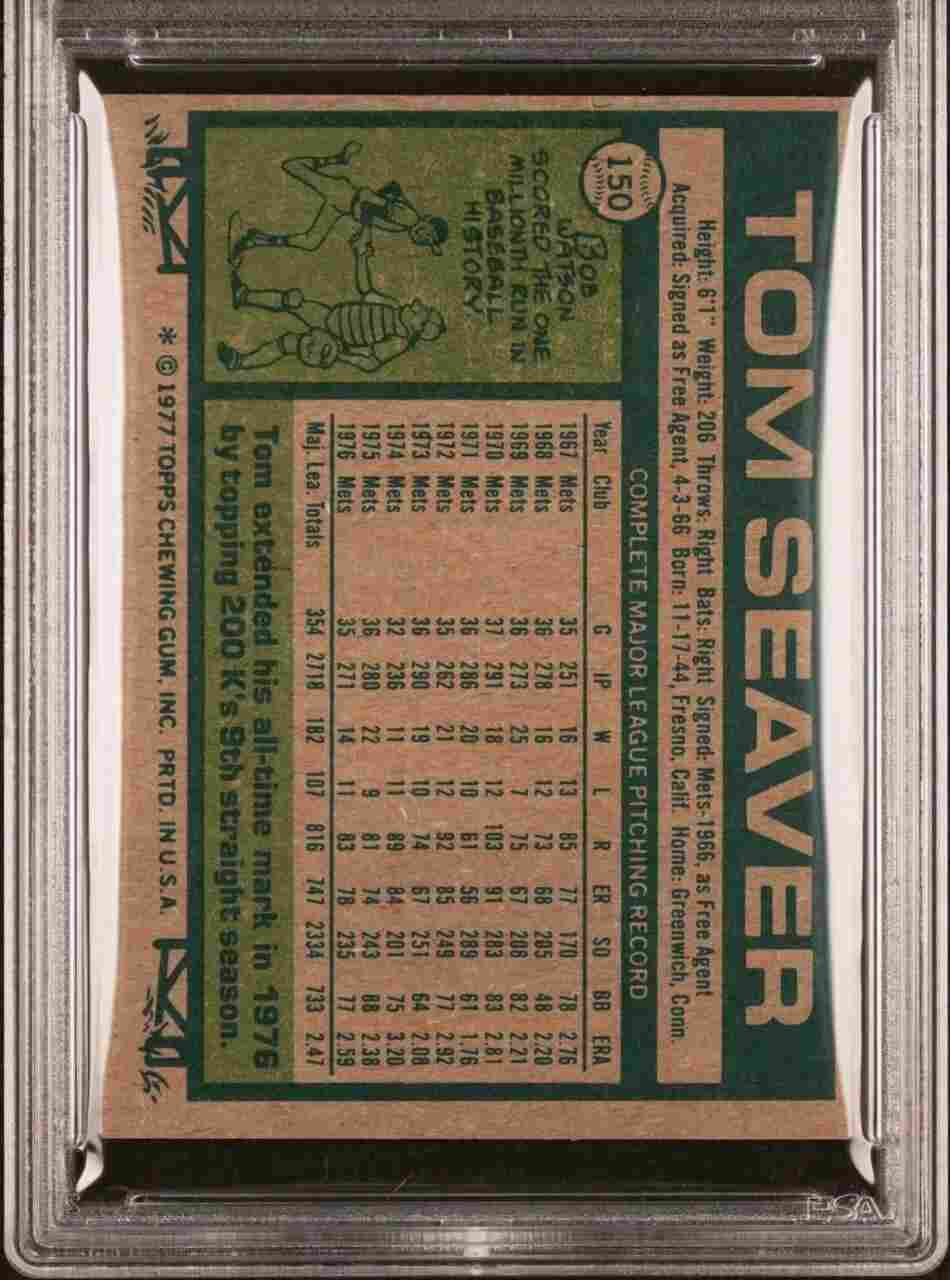 TOM SEAVER
Height: 6'1" Weight: 206 Throws: Right Bats: Right Signed: Mets-1966, as Free Agent
Acquired: Signed as Free Agent, 4-3-66 Born: 11-17-44, Fresno, Calif. Home: Greenwich, Conn.
150
BOB
WATSON
SCORED THE ONE
MILLIONTH RUN IN
BASEBALL
HISTORY
COMPLETE MAJOR LEAGUE PITCHING RECORD
Year Club G IP W L R ER SO BB ERA
1967 Mets 35 251 16 13 85 77 170 78 2.76
1968 Mets 36 278 16 12 73 68 205 48 2.20
1969 Mets 36 273 25 7 75 67 208 82 2.21
1970 Mets 37 291 18 12 103 91 283 83 2.81
1971 Mets 36 286 20 10 61 56 289 61 1.76
1972 Mets 35 262 21 12 92 85 249 77 2.92
1973 Mets 36 290 19 10 74 67 251 64 2.08
1974 Mets 32 236 11 11 89 84 201 75 3.20
1975 Mets 36 280 22 9 81 74 243 88 2.38
1976 Mets 35 271 14 11 83 78 235 77 2.59
Maj. Lea. Totals 354 2718 182 107 816 747 2334 733 2.47
Tom extended his all-time mark in 1976
by topping 200 K's 9th straight season.
* © 1977 TOPPS CHEWING GUM, INC. PRTD. IN U.S.A.
PSA